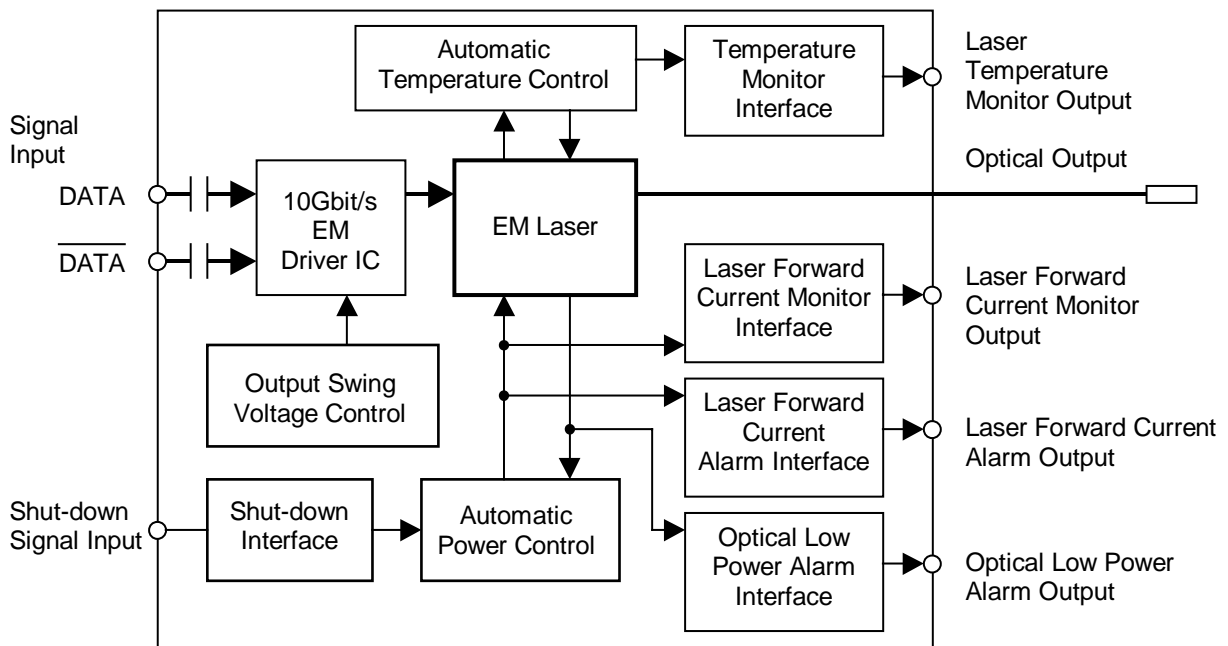 Automatic
Temperature Control
Temperature
Monitor
Interface
Laser
Temperature
Monitor Output
Signal
Input
DATA
DATA
10Gbit/s
EM
Driver IC
EM Laser
Optical Output
Laser Forward
Current Monitor
Interface
Laser Forward
Current Monitor
Output
Output Swing
Voltage Control
Laser Forward
Current
Alarm Interface
Laser Forward Current
Alarm Output
Shut-down
Signal Input
Shut-down
Interface
Automatic
Power Control
Optical Low
Power Alarm
Interface
Optical Low Power
Alarm Output